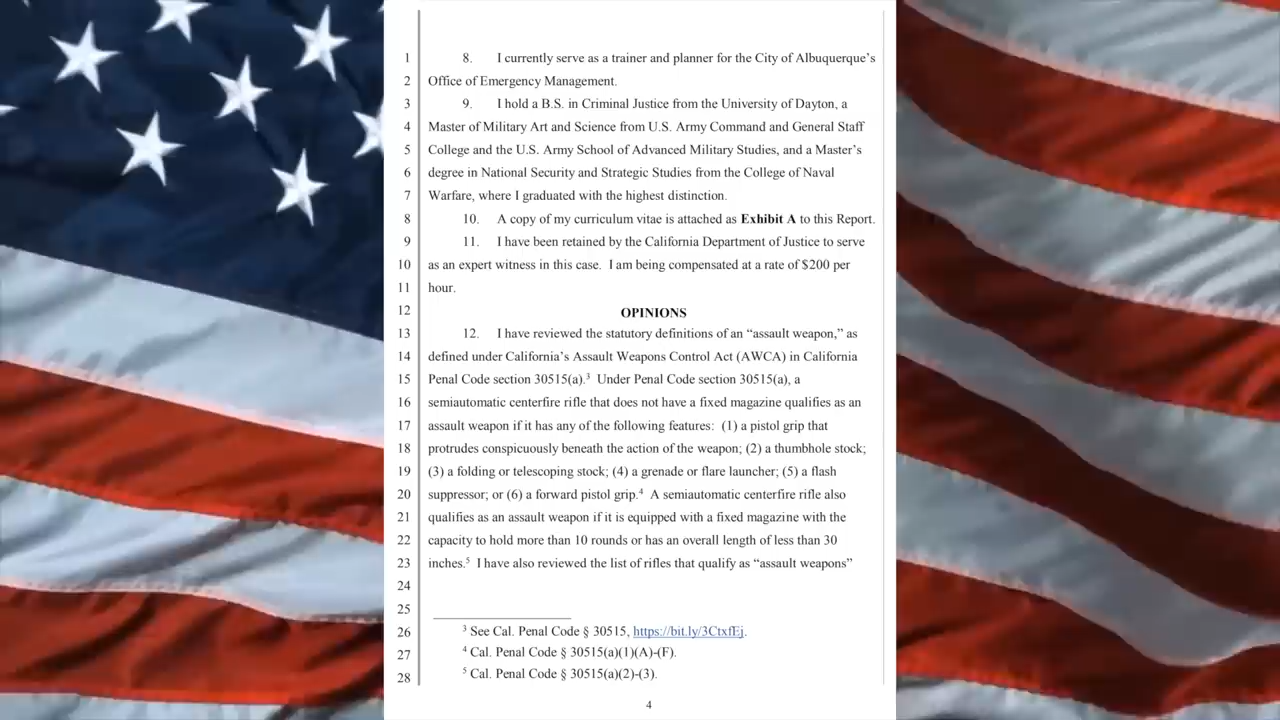 1 8. I currently serve as a trainer and planner for the City of Albuquerque’s
2 Office of Emergency Management.
3 9. I hold a B.S. in Criminal Justice from the University of Dayton, a
4 Master of Military Art and Science from U.S. Army Command and General Staff
5 College and the U.S. Army School of Advanced Military Studies, and a Master’s
6 degree in National Security and Strategic Studies from the College of Naval
7 Warfare, where I graduated with the highest distinction.
8 10. A copy of my curriculum vitae is attached as Exhibit A to this Report.
9 11. I have been retained by the California Department of Justice to serve
10 as an expert witness in this case. I am being compensated at a rate of $200 per
11 hour.
12 OPINIONS
13 12. I have reviewed the statutory definitions of an “assault weapon,” as
14 defined under California’s Assault Weapons Control Act (AWCA) in California
15 Penal Code section 30515(a).³ Under Penal Code section 30515(a), a
16 semiautomatic centerfire rifle that does not have a fixed magazine qualifies as an
17 assault weapon if it has any of the following features: (1) a pistol grip that
18 protrudes conspicuously beneath the action of the weapon; (2) a thumbhole stock;
19 (3) a folding or telescoping stock; (4) a grenade or flare launcher; (5) a flash
20 suppressor; or (6) a forward pistol grip.⁴ A semiautomatic centerfire rifle also
21 qualifies as an assault weapon if it is equipped with a fixed magazine with the
22 capacity to hold more than 10 rounds or has an overall length of less than 30
23 inches.⁵ I have also reviewed the list of rifles that qualify as “assault weapons”
24
25
26 ³ See Cal. Penal Code § 30515, https://bit.ly/3CtxfEj.
27 ⁴ Cal. Penal Code § 30515(a)(1)(A)-(F).
28 ⁵ Cal. Penal Code § 30515(a)(2)-(3).
4